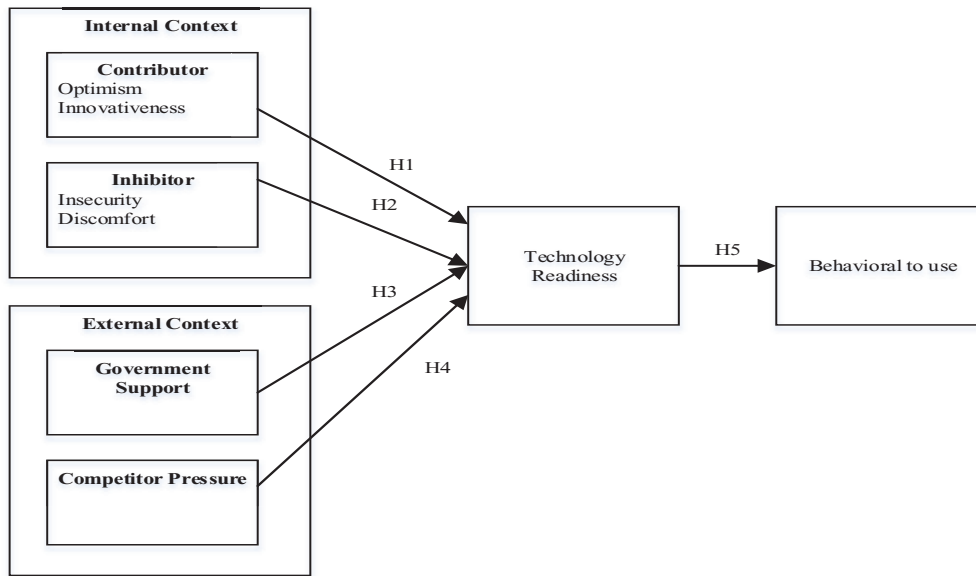 Internal Context
Contributor
Optimism
Innovativeness
Inhibitor
Insecurity
Discomfort
H1
H2
H3
H4
Technology
Readiness
H5
Behavioral to use
External Context
Government
Support
Competitor Pressure